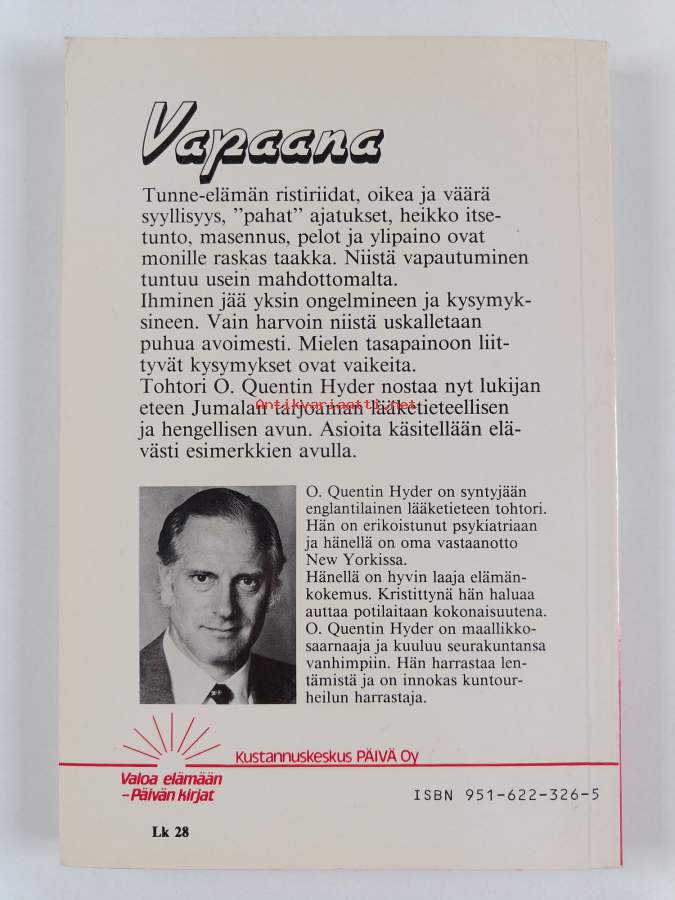 Vapaana
Tunne-elämän ristiriidat, oikea ja väärä
syyllisyys, ”pahat” ajatukset, heikko itse-
tunto, masennus, pelot ja ylipaino ovat
monille raskas taakka. Niistä vapautuminen
tuntuu usein mahdottomalta.
Ihminen jää yksin ongelmineen ja kysymyk-
sineen. Vain harvoin niistä uskalletaan
puhua avoimesti. Mielen tasapainoon liit-
tyvät kysymykset ovat vaikeita.
Tohtori O. Quentin Hyder nostaa nyt lukijan
eteen Jumalan tarjoaman lääketieteellisen
Antikvariaatti.net
ja hengellisen avun. Asioita käsitellään elä-
västi esimerkkien avulla.
O. Quentin Hyder on syntyjään
englantilainen lääketieteen tohtori.
Hän on erikoistunut psykiatriaan
ja hänellä on oma vastaanotto
New Yorkissa.
Hänellä on hyvin laaja elämän-
kokemus. Kristittynä hän haluaa
auttaa potilaitaan kokonaisuutena.
O. Quentin Hyder on maallikko-
saarnaaja ja kuuluu seurakuntansa
vanhimpiin. Hän harrastaa len-
tämistä ja on innokas kuntour-
heilun harrastaja.
Kustannuskeskus PÄIVÄ Oy
Valoa elämään
–Päivän kirjat
ISBN 951-622-326-5
Lk 28